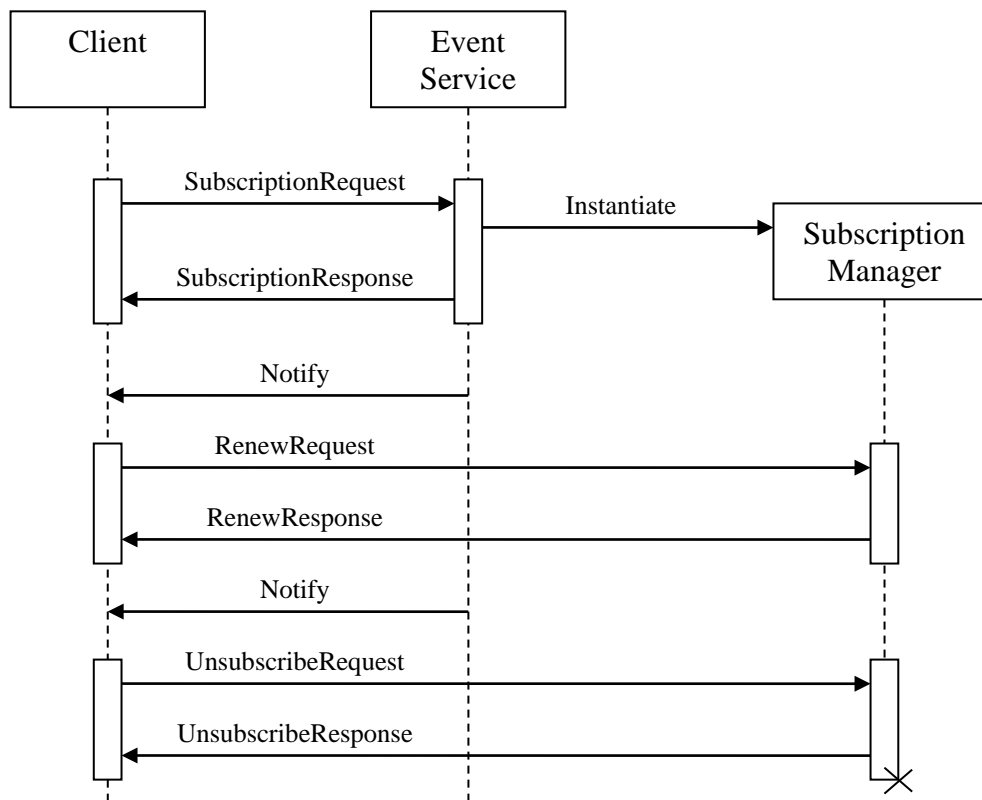 Client
Event
Service
SubscriptionRequest
Instantiate
Subscription
Manager
SubscriptionResponse
Notify
RenewRequest
RenewResponse
Notify
UnsubscribeRequest
UnsubscribeResponse